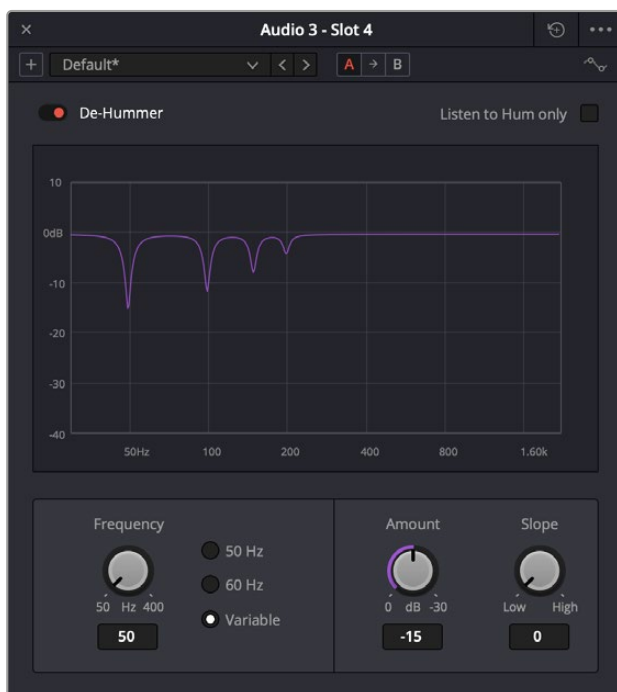 Audio 3 - Slot 4
Default*
A
B
De-Hummer
Listen to Hum only
10
0dB
-10
-20
-30
-40
50Hz 100 200 400 800 1.60k
Frequency
50 Hz
60 Hz
Variable
50 Hz 400
50
Amount
0 dB -30
-15
Slope
Low High
0